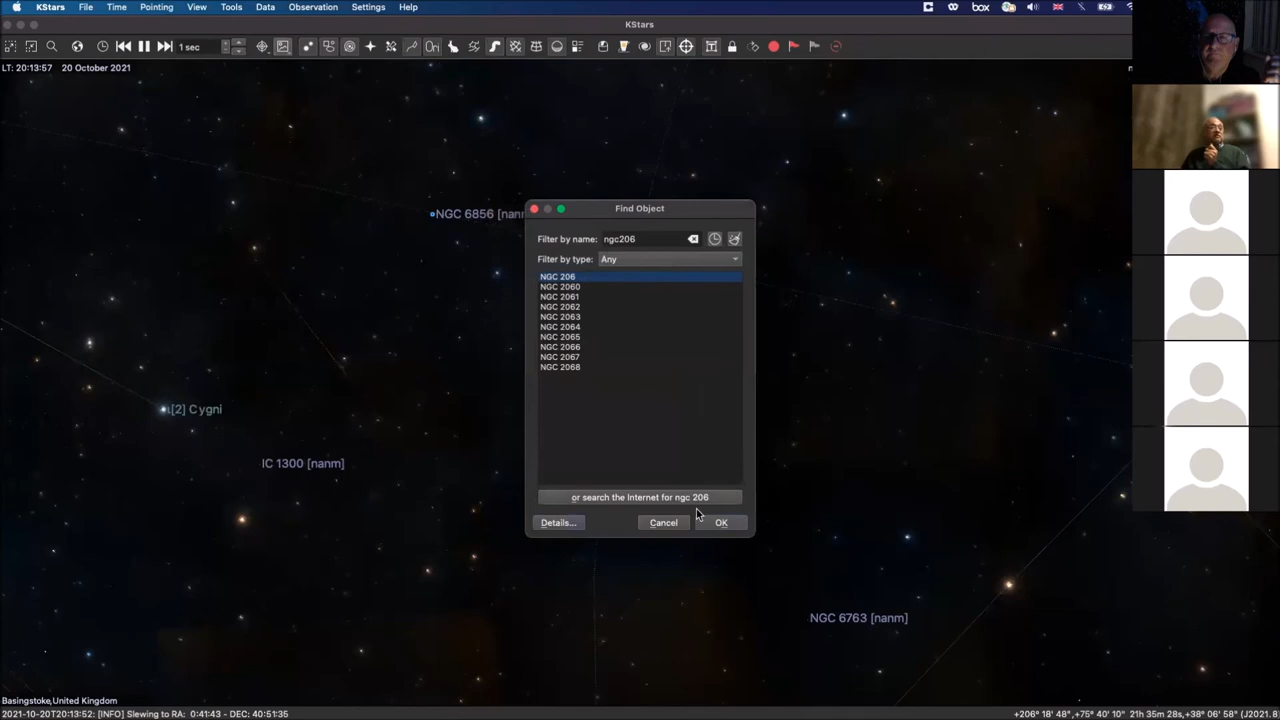 KStars File Time Pointing View Tools Data Observation Settings Help box
KStars
1 sec
LT: 20:13:57 20 October 2021
Find Object
Filter by name: ngc206
Filter by type: Any
NGC 206
NGC 2060
NGC 2061
NGC 2062
NGC 2063
NGC 2064
NGC 2065
NGC 2066
NGC 2067
NGC 2068
or search the Internet for ngc 206
Details... Cancel OK
NGC 6856 [nanm
[2] Cygni
IC 1300 [nanm]
NGC 6763 [nanm]
Basingstoke,United Kingdom
2021-10-20T20:13:52: [INFO] Slewing to RA: 0:41:43 - DEC: 40:51:35
+206° 18' 48",+75° 40' 10" 21h 35m 28s,+38° 06' 58" (J2021.8